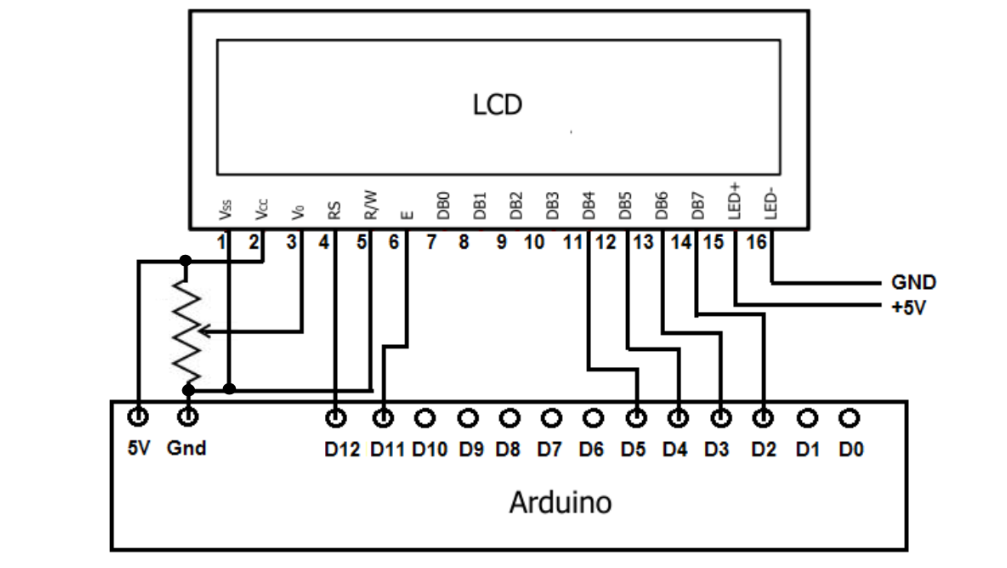 LCD
Vss Vcc V0 RS R/W E DB0 DB1 DB2 DB3 DB4 DB5 DB6 DB7 LED+ LED-
1 2 3 4 5 6 7 8 9 10 11 12 13 14 15 16
GND
+5V
5V Gnd D12 D11 D10 D9 D8 D7 D6 D5 D4 D3 D2 D1 D0
Arduino